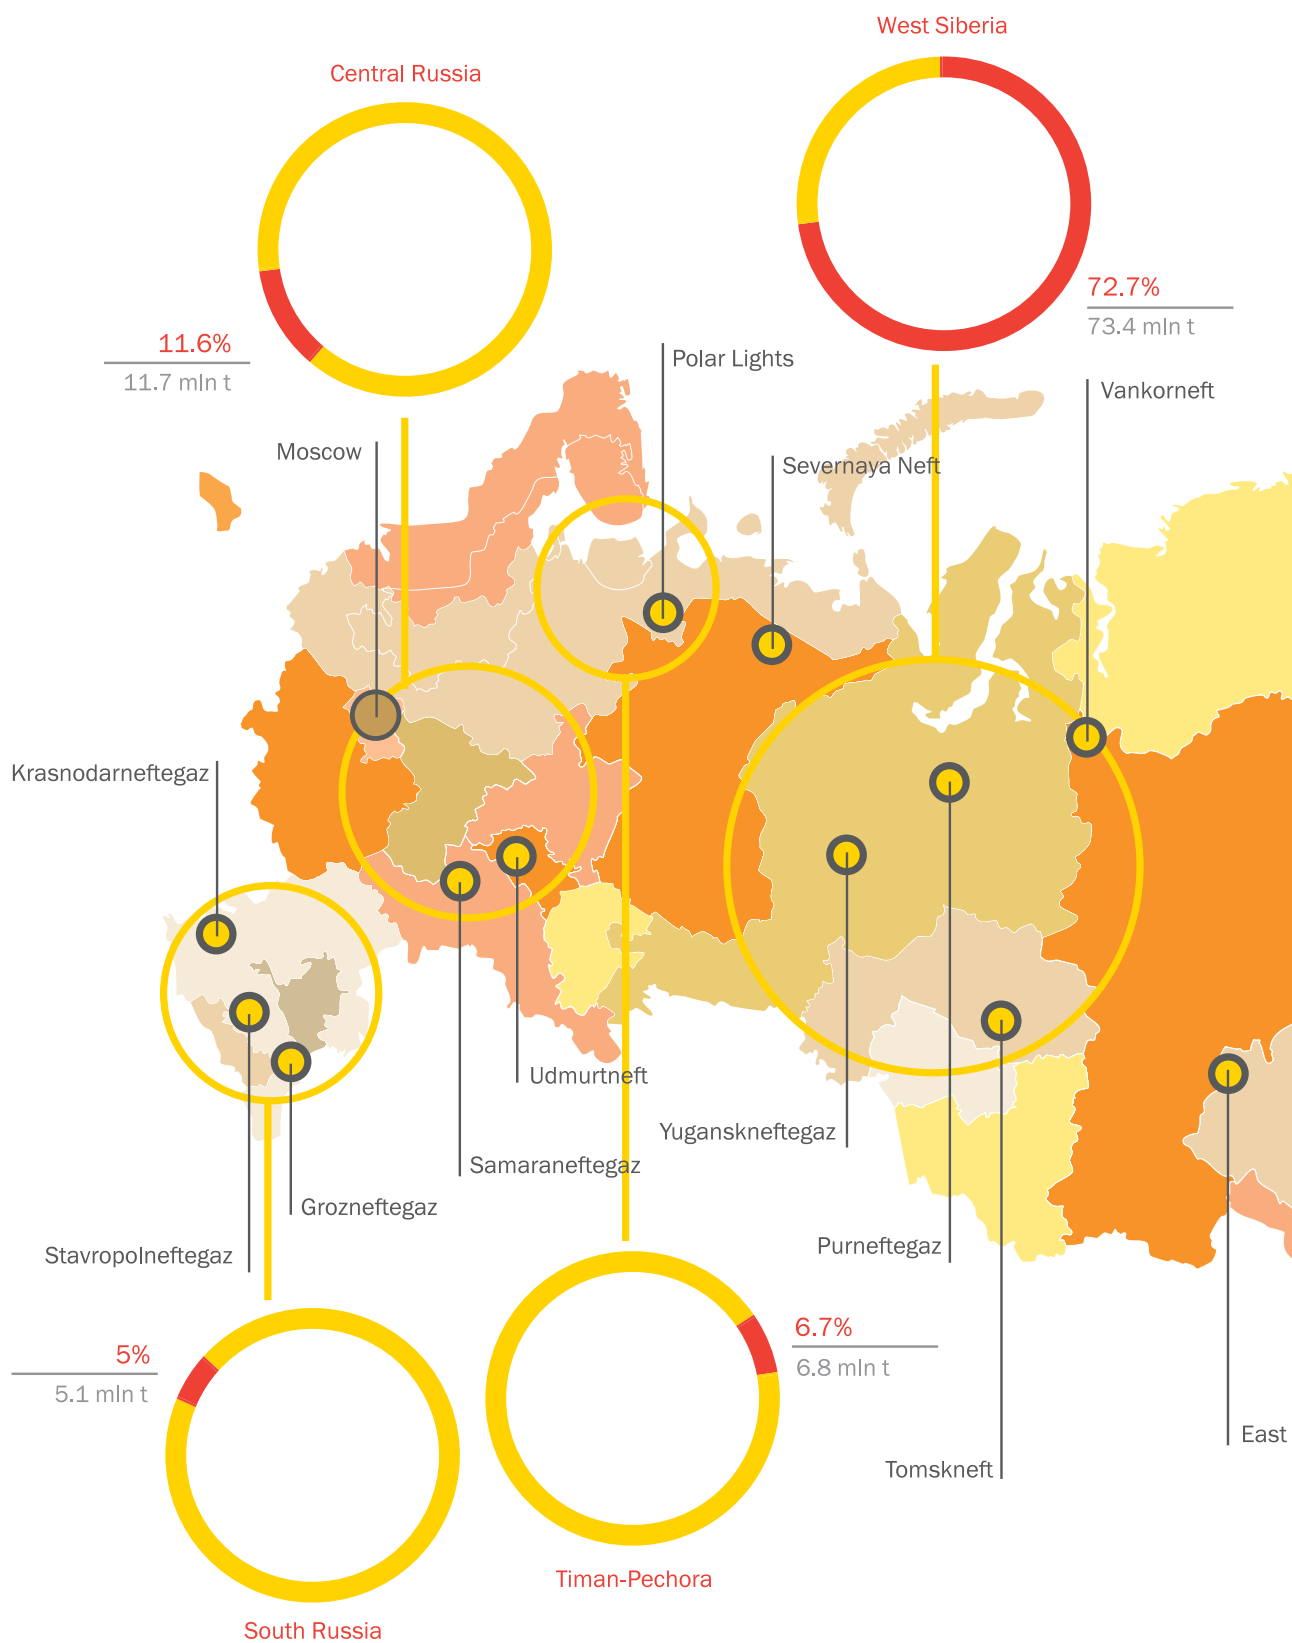 West Siberia
Central Russia
72.7%
73.4 mln t
11.6%
11.7 mln t
Polar Lights
Vankorneft
Moscow
Severnaya Neft
Krasnodarneftegaz
Udmurtneft
Yuganskneftegaz
Samaraneftegaz
Grozneftegaz
Stavropolneftegaz
Purneftegaz
6.7%
6.8 mln t
5%
5.1 mln t
East
Tomskneft
Timan-Pechora
South Russia